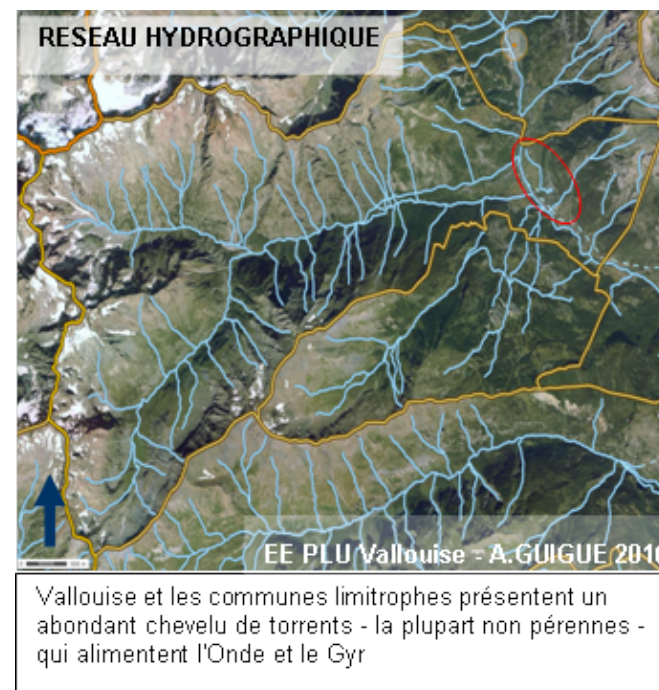 RESEAU HYDROGRAPHIQUE
EE PLU Vallouise - A.GUIGUE 2010
Vallouise et les communes limitrophes présentent un
abondant chevelu de torrents - la plupart non pérennes -
qui alimentent l'Onde et le Gyr